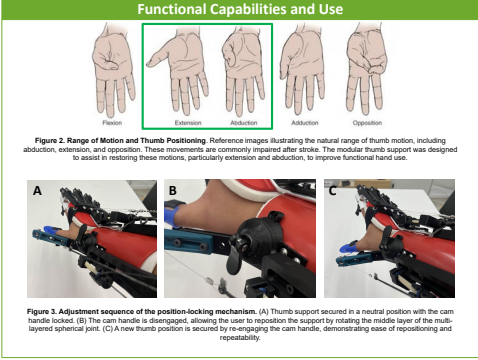 Functional Capabilities and Use
Flexion Extension Abduction Adduction Opposition
Figure 2. Range of Motion and Thumb Positioning. Reference images illustrating the natural range of thumb motion, including
abduction, extension, and opposition. These movements are commonly impaired after stroke. The modular thumb support was designed
to assist in restoring these motions, particularly extension and abduction, to improve functional hand use.
A B C
Figure 3. Adjustment sequence of the position-locking mechanism. (A) Thumb support secured in a neutral position with the cam
handle locked. (B) The cam handle is disengaged, allowing the user to reposition the support by rotating the middle layer of the multi-
layered spherical joint. (C) A new thumb position is secured by re-engaging the cam handle, demonstrating ease of repositioning and
repeatability.